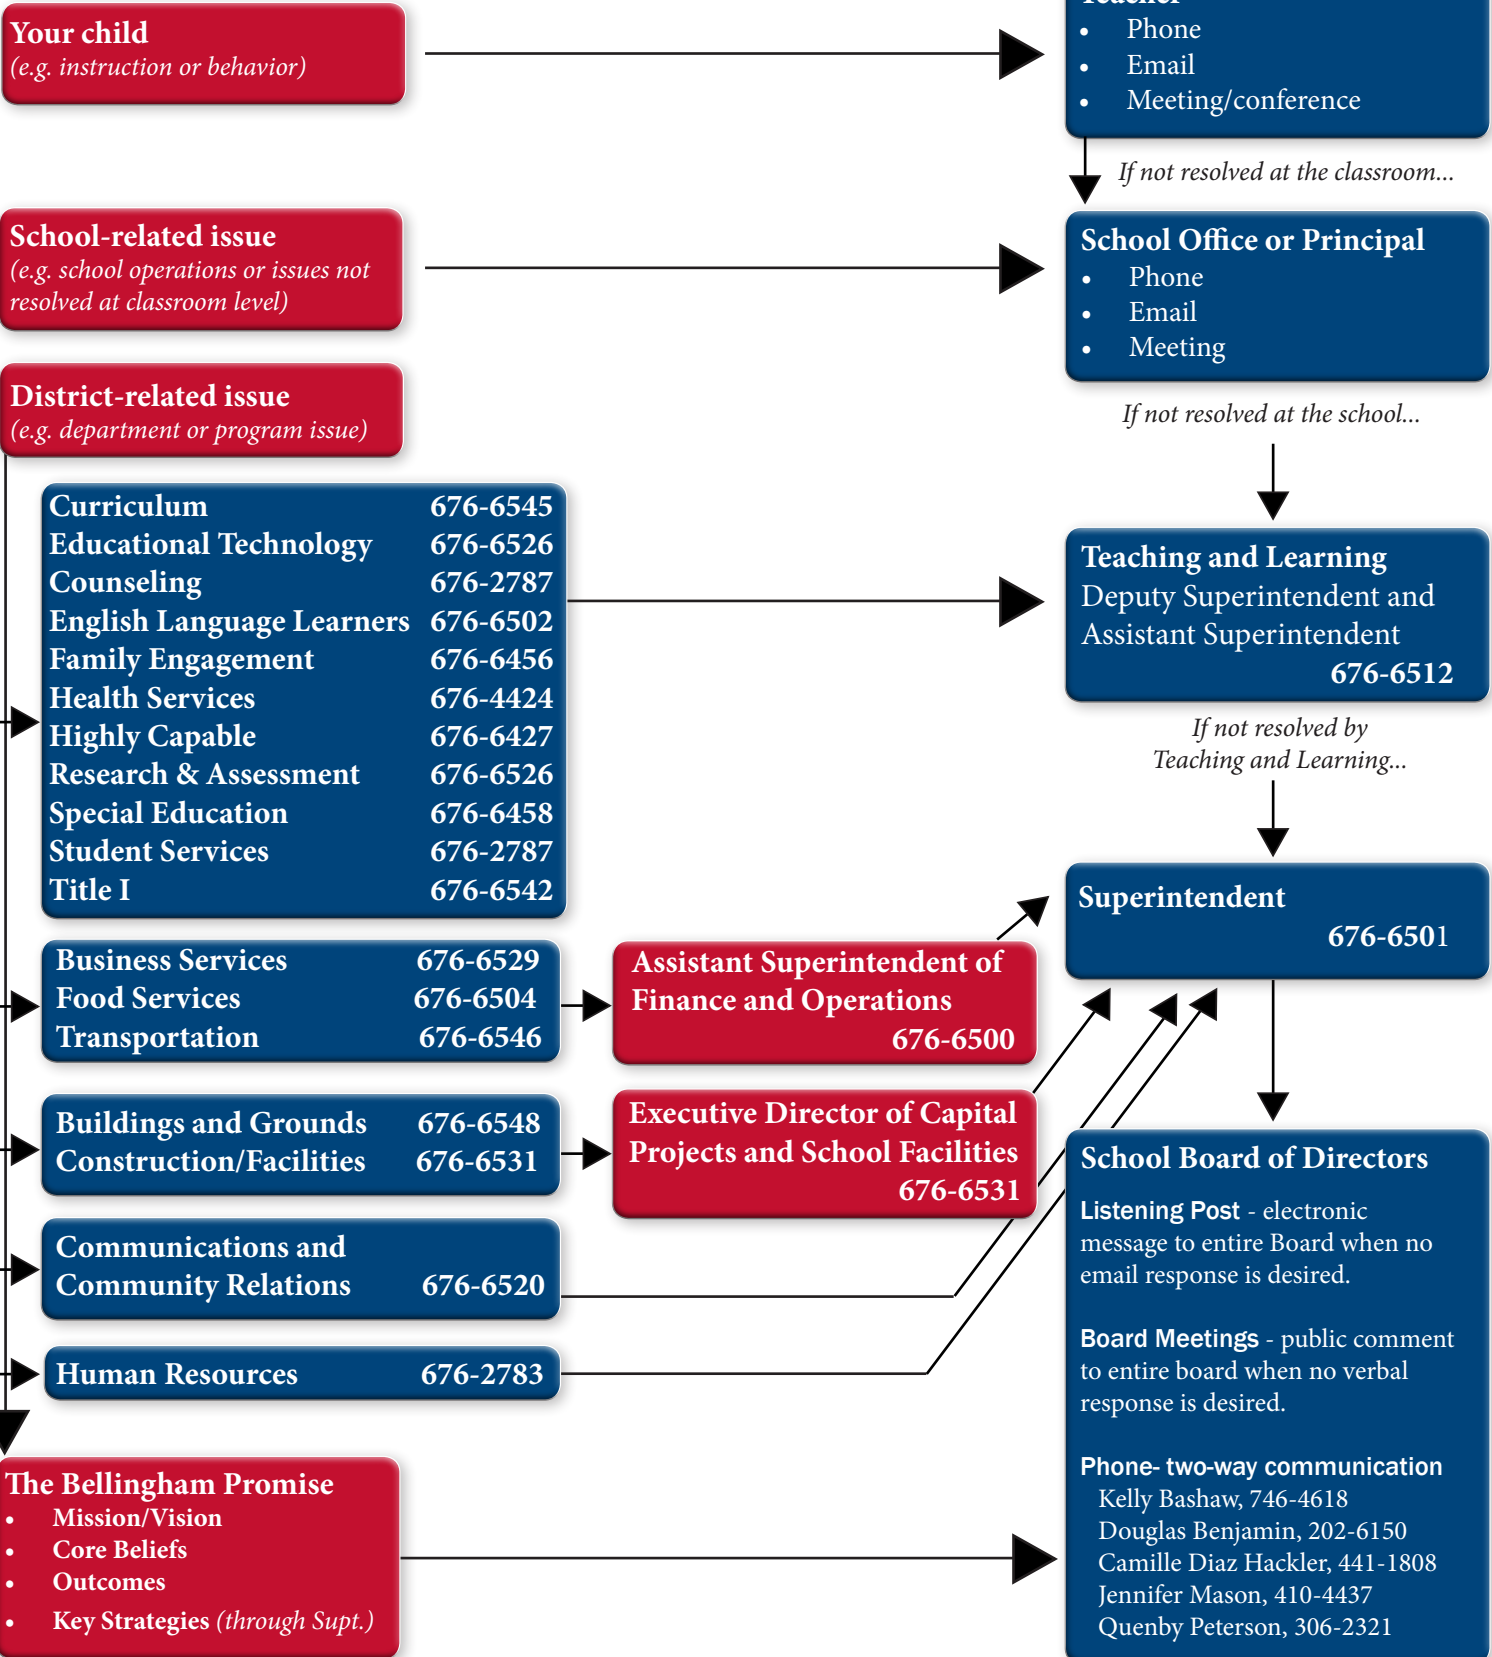 Your child
(e.g. instruction or behavior)
Teacher
• Phone
• Email
• Meeting/conference
If not resolved at the classroom...
School-related issue
(e.g. school operations or issues not
resolved at classroom level)
School Office or Principal
• Phone
• Email
• Meeting
If not resolved at the school...
District-related issue
(e.g. department or program issue)
Curriculum 676-6545
Educational Technology 676-6526
Counseling 676-2787
English Language Learners 676-6502
Family Engagement 676-6456
Health Services 676-4424
Highly Capable 676-6427
Research & Assessment 676-6526
Special Education 676-6458
Student Services 676-2787
Title I 676-6542
Teaching and Learning
Deputy Superintendent and
Assistant Superintendent
676-6512
If not resolved by
Teaching and Learning...
Superintendent
676-6501
Business Services 676-6529
Food Services 676-6504
Transportation 676-6546
Assistant Superintendent of
Finance and Operations
676-6500
Buildings and Grounds 676-6548
Construction/Facilities 676-6531
Executive Director of Capital
Projects and School Facilities
676-6531
Communications and
Community Relations 676-6520
Human Resources 676-2783
School Board of Directors
Listening Post - electronic
message to entire Board when no
email response is desired.
Board Meetings - public comment
to entire board when no verbal
response is desired.
Phone- two-way communication
Kelly Bashaw, 746-4618
Douglas Benjamin, 202-6150
Camille Diaz Hackler, 441-1808
Jennifer Mason, 410-4437
Quenby Peterson, 306-2321
The Bellingham Promise
• Mission/Vision
• Core Beliefs
• Outcomes
• Key Strategies (through Supt.)